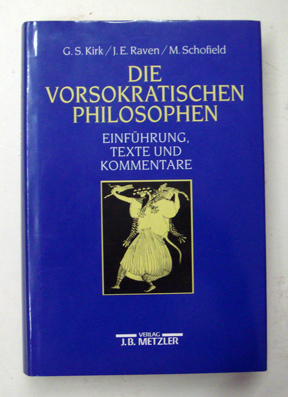 G. S. Kirk / J. E. Raven / M. Schofield
DIE
VORSOKRATISCHEN
PHILOSOPHEN
EINFÜHRUNG,
TEXTE UND
KOMMENTARE
VERLAG
J.B. METZLER